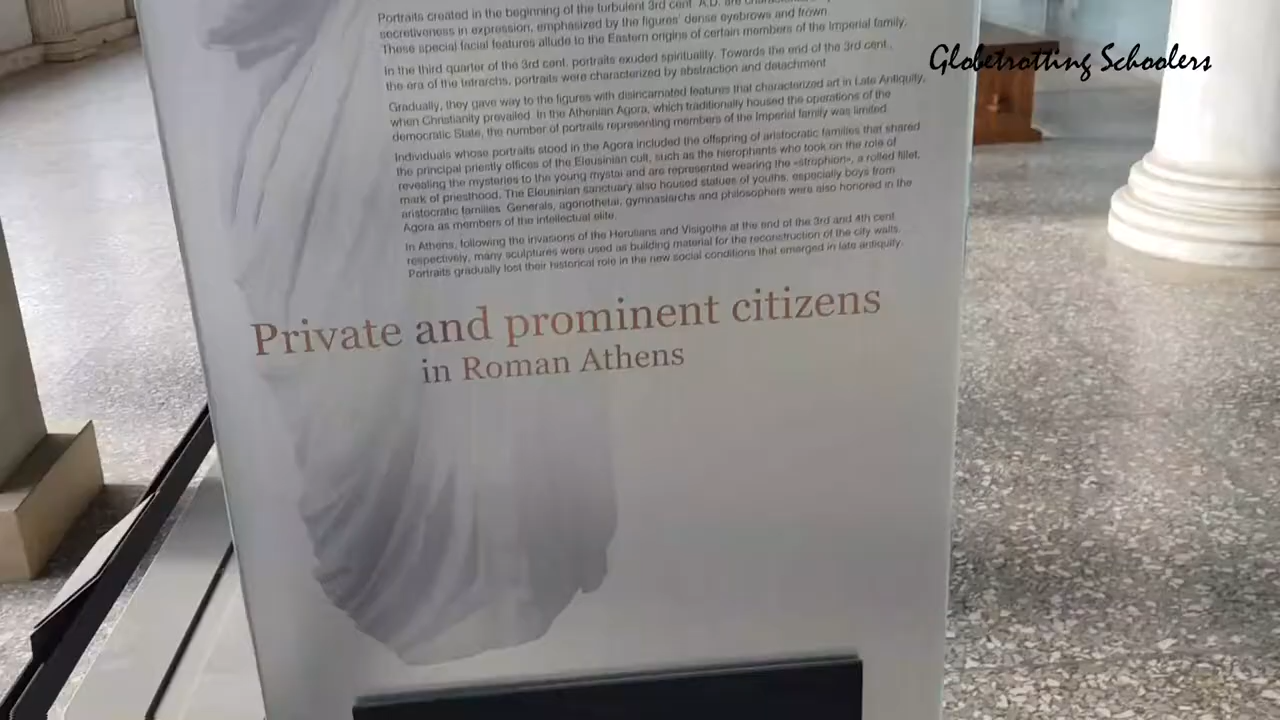 Portraits created in the beginning of the turbulent 3rd cent. A.D. are
secretiveness in expression, emphasized by the figures' dense eyebrows and frown.
These special facial features allude to the Eastern origins of certain members of the Imperial family.
In the third quarter of the 3rd cent. portraits exuded spirituality. Towards the end of the 3rd cent.,
the era of the tetrarchs, portraits were characterized by abstraction and detachment
Gradually, they gave way to the figures with disincarnated features that characterized art in Late Antiquity,
when Christianity prevailed. In the Athenian Agora, which traditionally housed the operations of the
democratic State, the number of portraits representing members of the Imperial family was limited.
Individuals whose portraits stood in the Agora included the offspring of aristocratic families that shared
the principal priestly offices of the Eleusinian cult, such as the hierophants who took on the role of
revealing the mysteries to the young mystai and are represented wearing the «strophion», a rolled fillet,
mark of priesthood. The Eleusinian sanctuary also housed statues of youths, especially boys from
aristocratic families. Generals, agonothetai, gymnasiarchs and philosophers were also honored in the
Agora as members of the intellectual elite.
In Athens, following the invasions of the Herulians and Visigoths at the end of the 3rd and 4th cent.
respectively, many sculptures were used as building material for the reconstruction of the city walls.
Portraits gradually lost their historical role in the new social conditions that emerged in late antiquity.
Private and prominent citizens
in Roman Athens
Globetrotting Schoolers